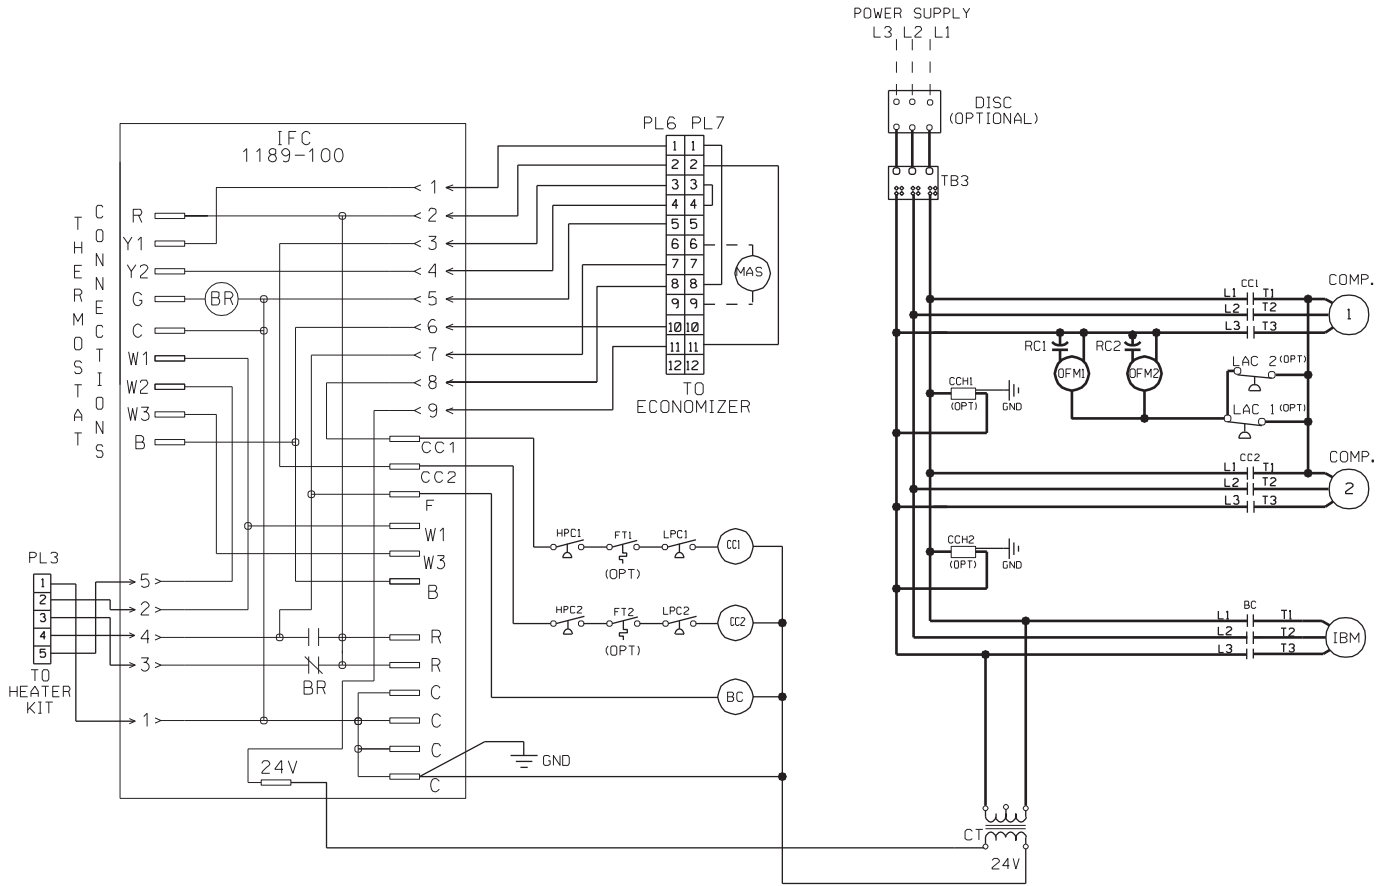 POWER SUPPLY
L3 L2 L1
DISC
(OPTIONAL)
TB3
IFC
1189-100
THERMOSTAT
CONNECTIONS
R
Y1
Y2
G
BR
C
W1
W2
W3
B
1
2
3
4
5
6
7
8
9
CC1
CC2
F
W1
W3
B
R
R
C
C
C
C
5
2
4
3
1
BR
24V
PL3
1
2
3
4
5
TO
HEATER
KIT
PL6 PL7
1 1
2 2
3 3
4 4
5 5
6 6
7 7
8 8
9 9
10 10
11 11
12 12
MAS
TO
ECONOMIZER
HPC1
FT1
(OPT)
LPC1
CC1
HPC2
FT2
(OPT)
LPC2
CC2
BC
GND
COMP.
1
L1 CC1 T1
L2 T2
L3 T3
RC1
RC2
OFM1
OFM2
LAC 2 (OPT)
LAC 1 (OPT)
CCH1
(OPT)
GND
COMP.
2
L1 CC2 T1
L2 T2
L3 T3
CCH2
(OPT)
GND
L1 BC T1
L2 T2
L3 T3
IBM
CT
24V